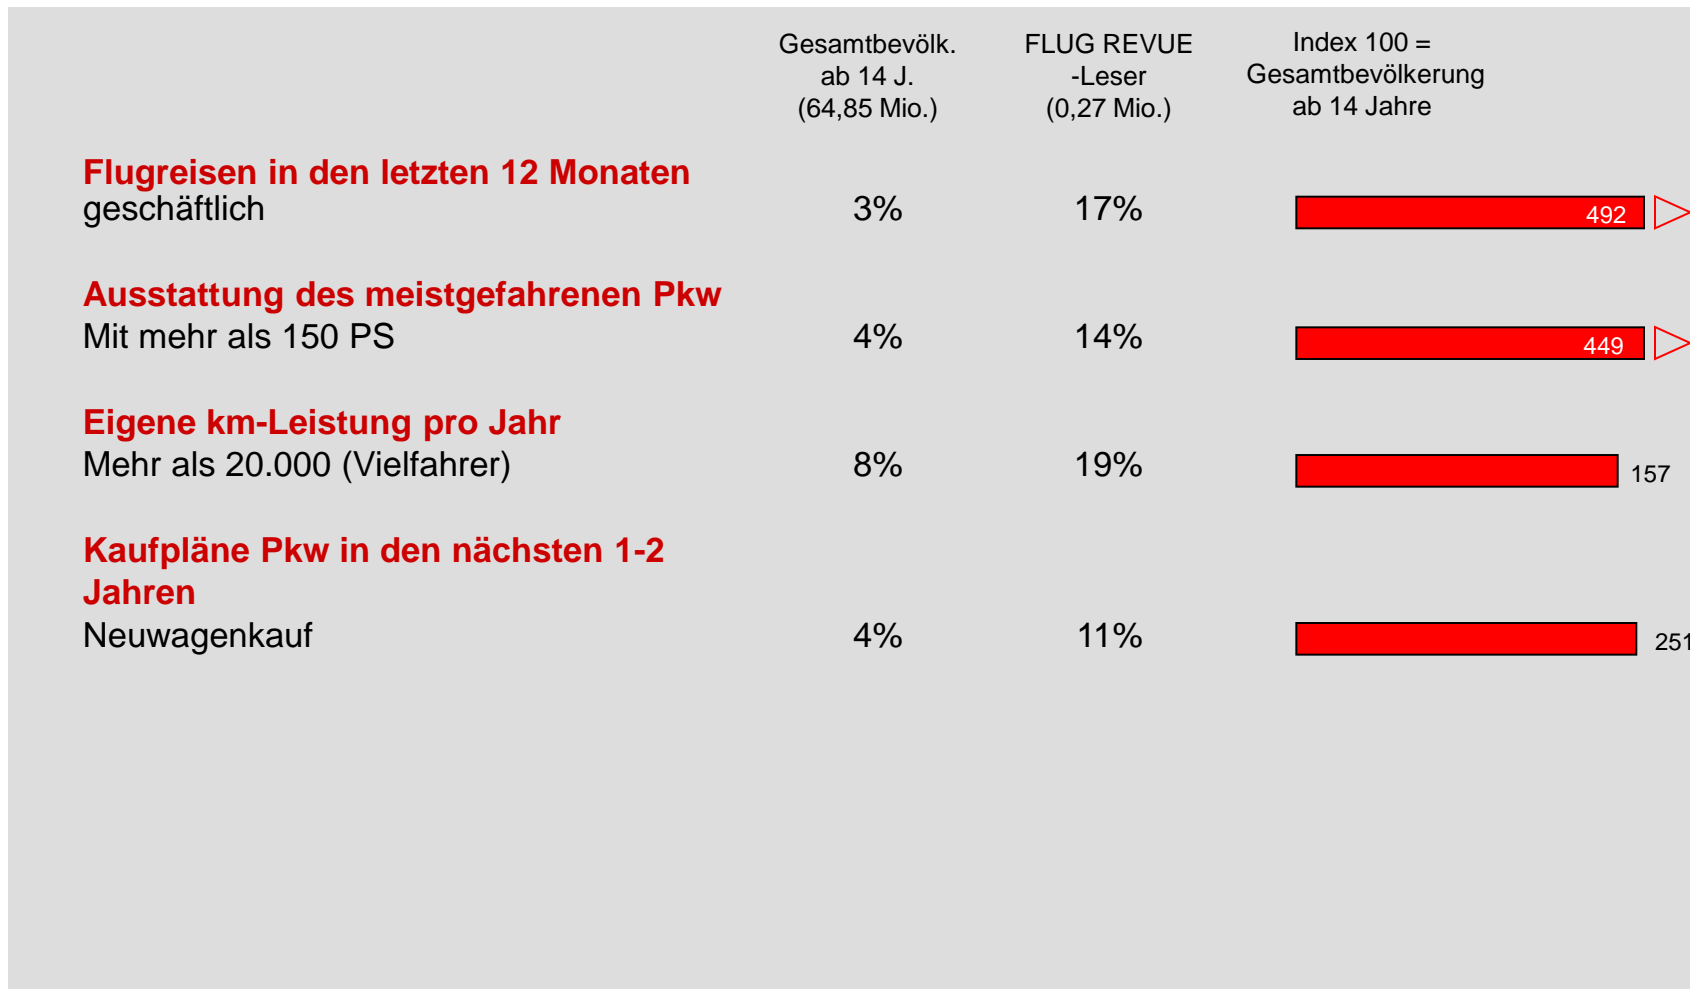 Gesamtbevölk.
ab 14 J.
(64,85 Mio.)
FLUG REVUE
-Leser
(0,27 Mio.)
Index 100 =
Gesamtbevölkerung
ab 14 Jahre
Flugreisen in den letzten 12 Monaten
geschäftlich 3% 17% 492
Ausstattung des meistgefahrenen Pkw
Mit mehr als 150 PS 4% 14% 449
Eigene km-Leistung pro Jahr
Mehr als 20.000 (Vielfahrer) 8% 19% 157
Kaufpläne Pkw in den nächsten 1-2
Jahren
Neuwagenkauf 4% 11% 251